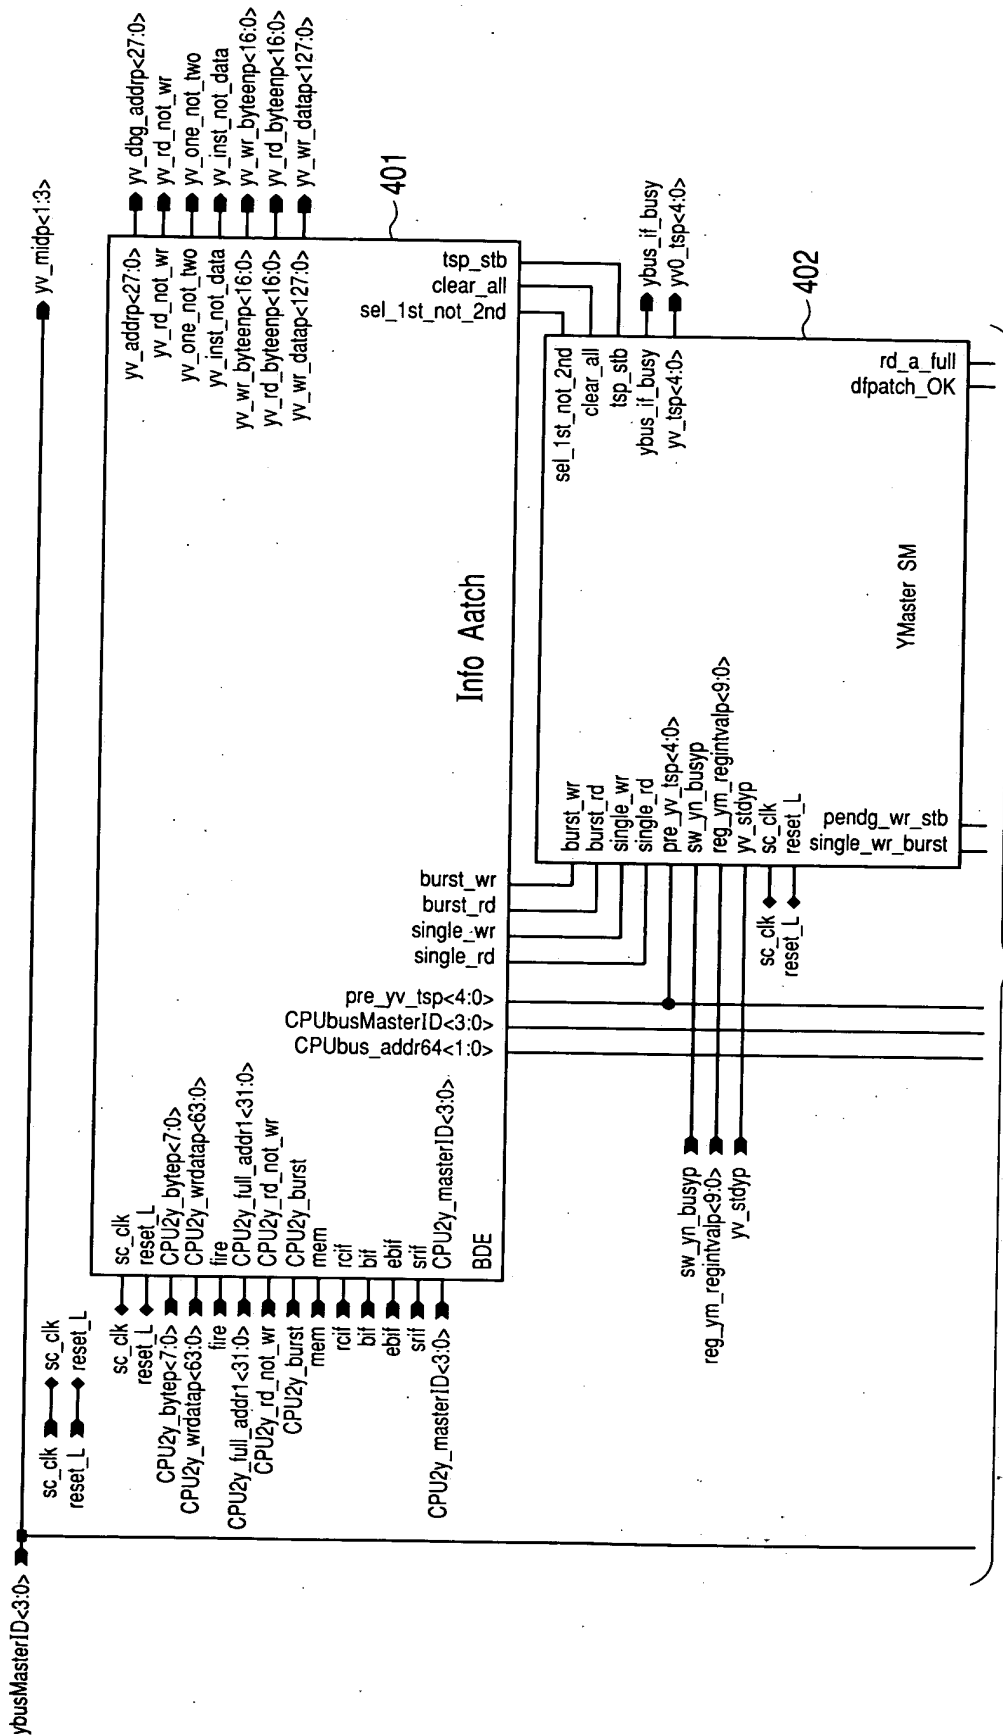 ybusMasterID<3:0>
yv_midp<1:3>
sc_clk
sc_clk
reset_L
reset_L
sc_clk
reset_L
CPU2y_bytep<7:0>
CPU2y_wrdatap<63:0>
fire
CPU2y_full_addr1<31:0>
CPU2y_rd_not_wr
CPU2y_burst
mem
rcif
bif
ebif
srif
CPU2y_masterID<3:0>
sc_clk
reset_L
CPU2y_bytep<7:0>
CPU2y_wrdatap<63:0>
fire
CPU2y_full_addr1<31:0>
CPU2y_rd_not_wr
CPU2y_burst
mem
rcif
bif
ebif
srif
CPU2y_masterID<3:0>
BDE
Info Aatch
yv_addrp<27:0>
yv_rd_not_wr
yv_one_not_two
yv_inst_not_data
yv_wr_byteenp<16:0>
yv_rd_byteenp<16:0>
yv_wr_datap<127:0>
yv_dbg_addrp<27:0>
yv_rd_not_wr
yv_one_not_two
yv_inst_not_data
yv_wr_byteenp<16:0>
yv_rd_byteenp<16:0>
yv_wr_datap<127:0>
401
tsp_stb
clear_all
sel_1st_not_2nd
burst_wr
burst_rd
single_wr
single_rd
pre_yv_tsp<4:0>
CPUbusMasterID<3:0>
CPUbus_addr64<1:0>
sel_1st_not_2nd
clear_all
tsp_stb
ybus_if_busy
yv_tsp<4:0>
ybus_if_busy
yv0_tsp<4:0>
402
burst_wr
burst_rd
single_wr
single_rd
pre_yv_tsp<4:0>
sw_yn_busyp
reg_ym_regintvalp<9:0>
yv_stdyp
sc_clk
reset_L
sw_yn_busyp
reg_ym_regintvalp<9:0>
yv_stdyp
sc_clk
reset_L
YMaster SM
rd_a_full
dfpatch_OK
pendg_wr_stb
single_wr_burst